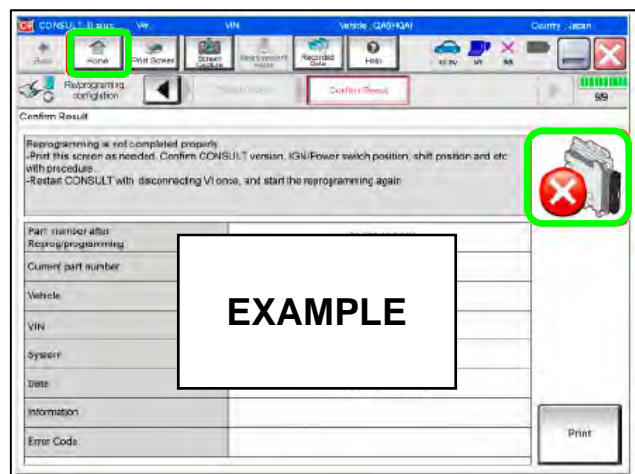 CONSULT-III plus Ver. VIN Vehicle : QASHQAI Country : Japan
Back Home Print Screen Screen Capture Measurement Mode Recorded Data Help VI MI
Re/programming, configuration Confirm Result 9/9
Confirm Result
Reprogramming is not completed properly
-Print this screen as needed. Confirm CONSULT version, IGN/Power switch position, shift position and etc
with procedure.
-Restart CONSULT with disconnecting VI once, and start the reprogramming again
Part number after
Reprog/programming
Current part number
Vehicle
VIN
System
Date
Information
Error Code
EXAMPLE
Print